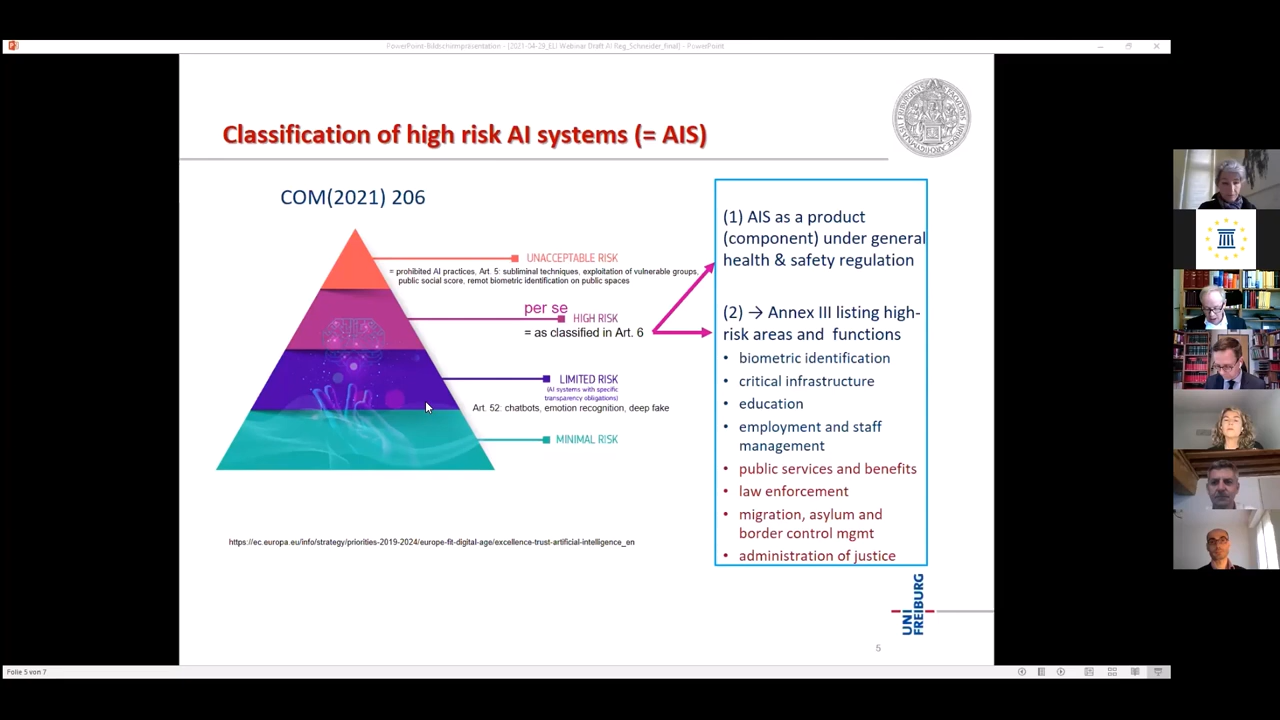 PowerPoint-Bildschirmpräsentation - [2021-04-29_ELI Webinar Draft AI Reg_Schneider_final] - PowerPoint
Classification of high risk AI systems (= AIS)
COM(2021) 206
UNACCEPTABLE RISK
= prohibited AI practices, Art. 5: subliminal techniques, exploitation of vulnerable groups,
public social score, remot biometric identification on public spaces
per se
HIGH RISK
= as classified in Art. 6
LIMITED RISK
(AI systems with specific
transparency obligations)
Art. 52: chatbots, emotion recognition, deep fake
MINIMAL RISK
https://ec.europa.eu/info/strategy/priorities-2019-2024/europe-fit-digital-age/excellence-trust-artificial-intelligence_en
(1) AIS as a product
(component) under general
health & safety regulation
(2) → Annex III listing high-
risk areas and functions
• biometric identification
• critical infrastructure
• education
• employment and staff
management
• public services and benefits
• law enforcement
• migration, asylum and
border control mgmt
• administration of justice
UNI
FREIBURG
5
Folie 5 von 7